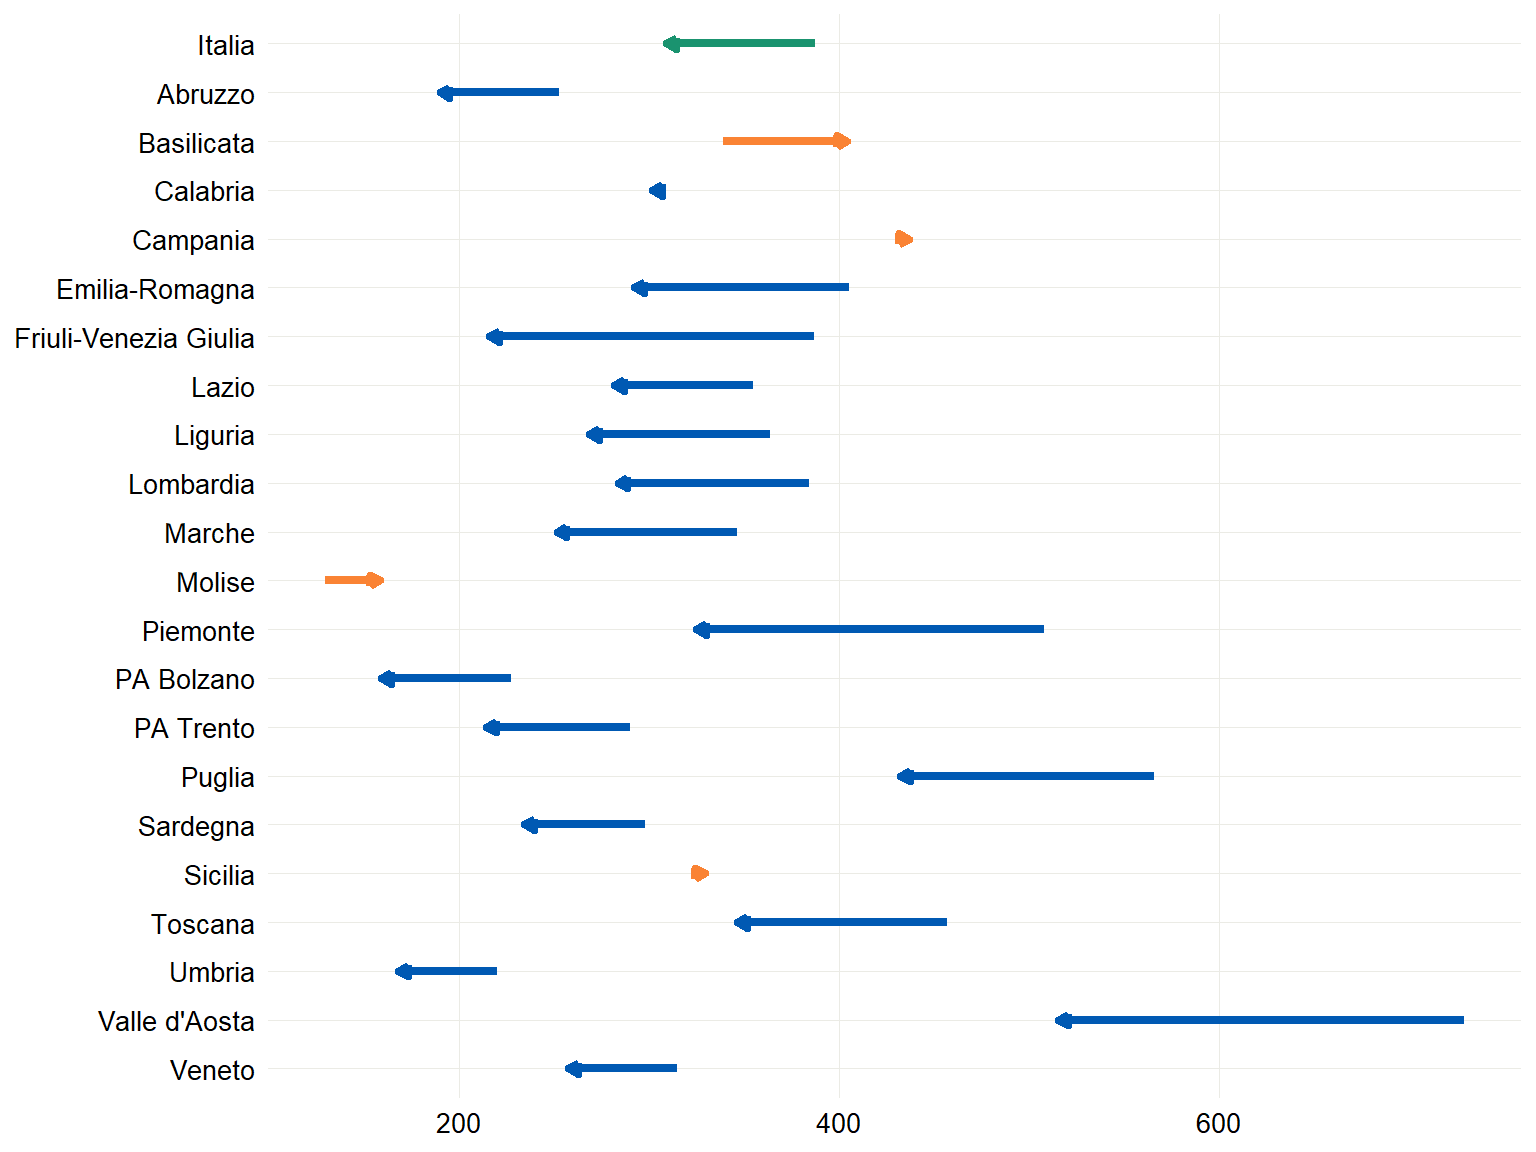 Italia
Abruzzo
Basilicata
Calabria
Campania
Emilia-Romagna
Friuli-Venezia Giulia
Lazio
Liguria
Lombardia
Marche
Molise
Piemonte
PA Bolzano
PA Trento
Puglia
Sardegna
Sicilia
Toscana
Umbria
Valle d'Aosta
Veneto
200 400 600